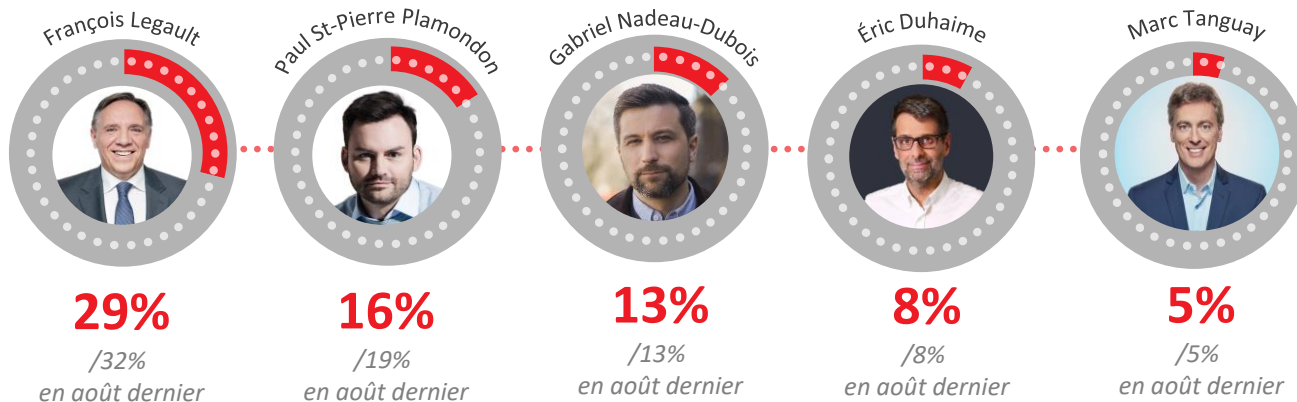 François Legault
29%
/32%
en août dernier
Paul St-Pierre Plamondon
16%
/19%
en août dernier
Gabriel Nadeau-Dubois
13%
/13%
en août dernier
Éric Duhaime
8%
/8%
en août dernier
Marc Tanguay
5%
/5%
en août dernier